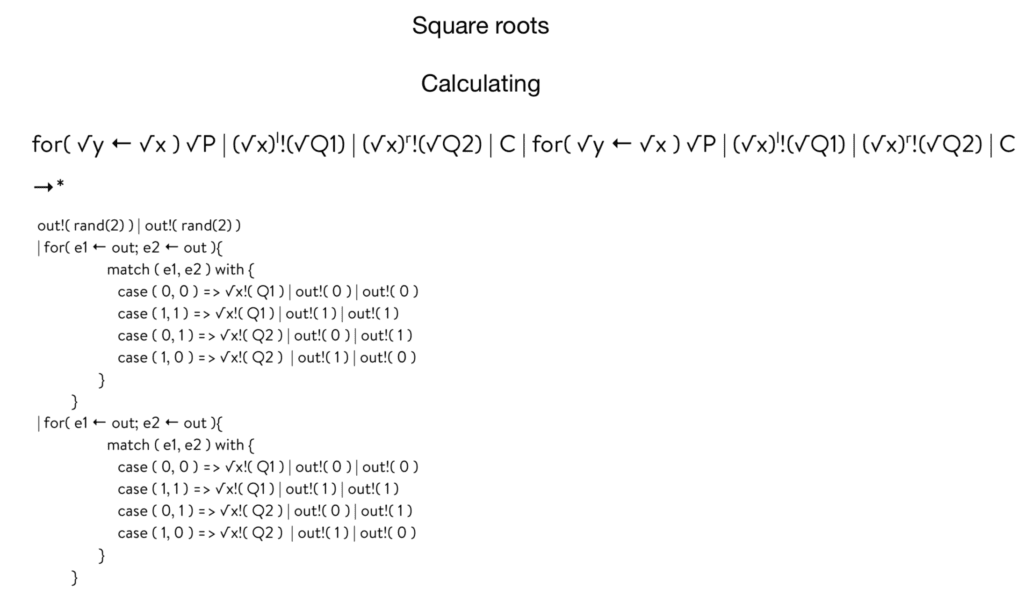 Square roots
Calculating
for( √y ← √x ) √P | (√x)ˡ!(√Q1) | (√x)ʳ!(√Q2) | C | for( √y ← √x ) √P | (√x)ˡ!(√Q1) | (√x)ʳ!(√Q2) | C
→*
out!( rand(2) ) | out!( rand(2) )
| for( e1 ← out; e2 ← out ){
match ( e1, e2 ) with {
case ( 0, 0 ) => √x!( Q1 ) | out!( 0 ) | out!( 0 )
case ( 1, 1 ) => √x!( Q1 ) | out!( 1 ) | out!( 1 )
case ( 0, 1 ) => √x!( Q2 ) | out!( 0 ) | out!( 1 )
case ( 1, 0 ) => √x!( Q2 ) | out!( 1 ) | out!( 0 )
}
}
| for( e1 ← out; e2 ← out ){
match ( e1, e2 ) with {
case ( 0, 0 ) => √x!( Q1 ) | out!( 0 ) | out!( 0 )
case ( 1, 1 ) => √x!( Q1 ) | out!( 1 ) | out!( 1 )
case ( 0, 1 ) => √x!( Q2 ) | out!( 0 ) | out!( 1 )
case ( 1, 0 ) => √x!( Q2 ) | out!( 1 ) | out!( 0 )
}
}